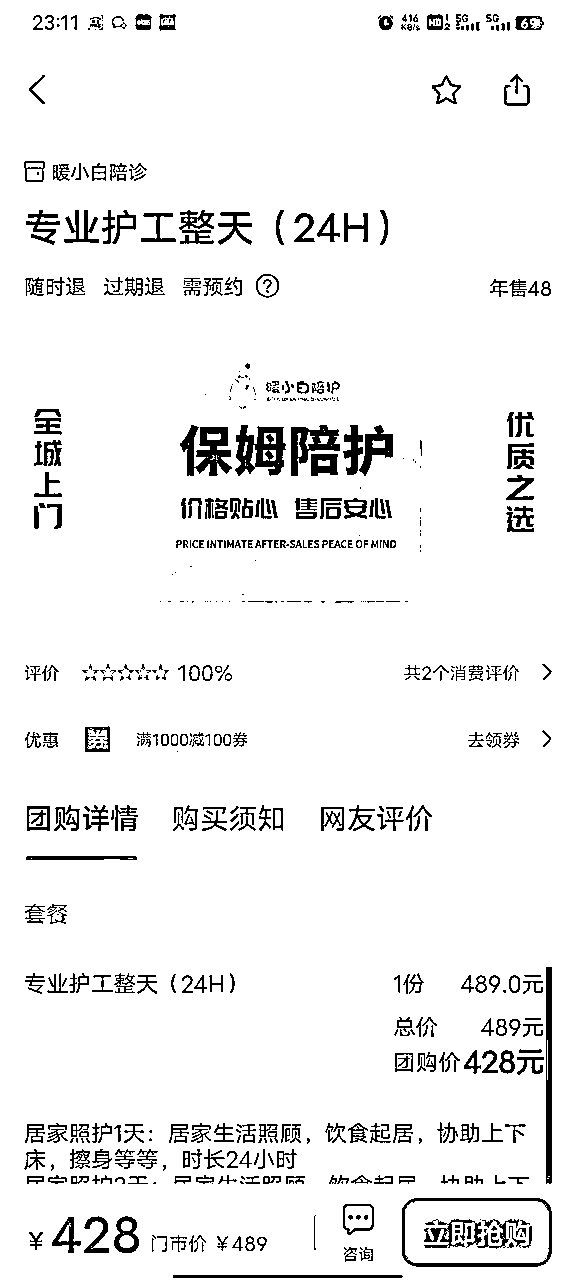 23:11
416 KB/s HD 5G 5G 69
暖小白陪诊
专业护工整天（24H）
随时退 过期退 需预约 ? 年售48
暖小白陪护
全城上门
保姆陪护
优质之选
价格贴心 售后安心
PRICE INTIMATE AFTER-SALES PEACE OF MIND
评价 ☆☆☆☆☆ 100% 共2个消费评价
优惠 券 满1000减100券 去领券
团购详情 购买须知 网友评价
套餐
专业护工整天（24H） 1份 489.0元
总价 489元
团购价428元
居家照护1天：居家生活照顾，饮食起居，协助上下
床，擦身等等，时长24小时
¥428 门市价 ¥489 咨询 立即抢购